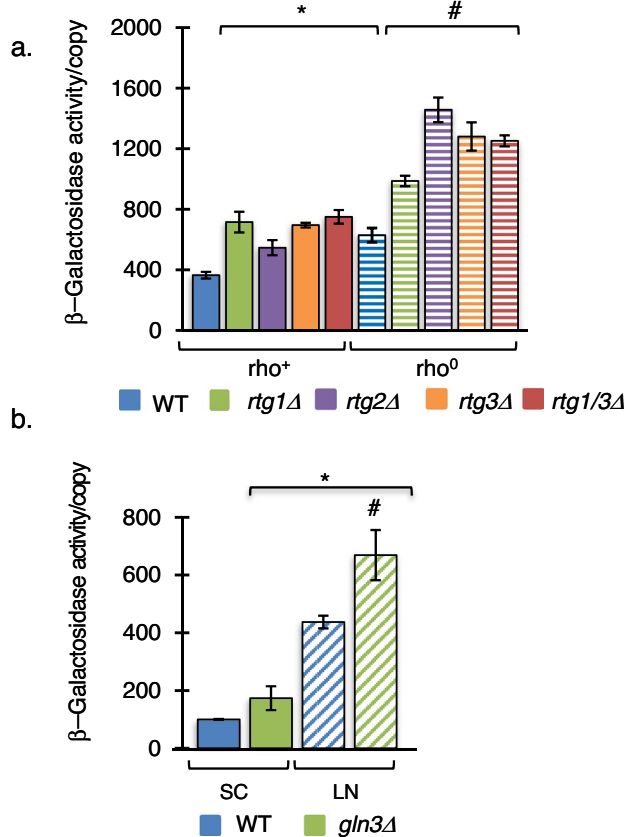 a.
β–Galactosidase activity/copy
* #
2000
1600
1200
800
400
0
rho⁺ rho⁰
WT rtg1Δ rtg2Δ rtg3Δ rtg1/3Δ
b.
β–Galactosidase activity/copy
*
#
800
600
400
200
0
SC LN
WT gln3Δ